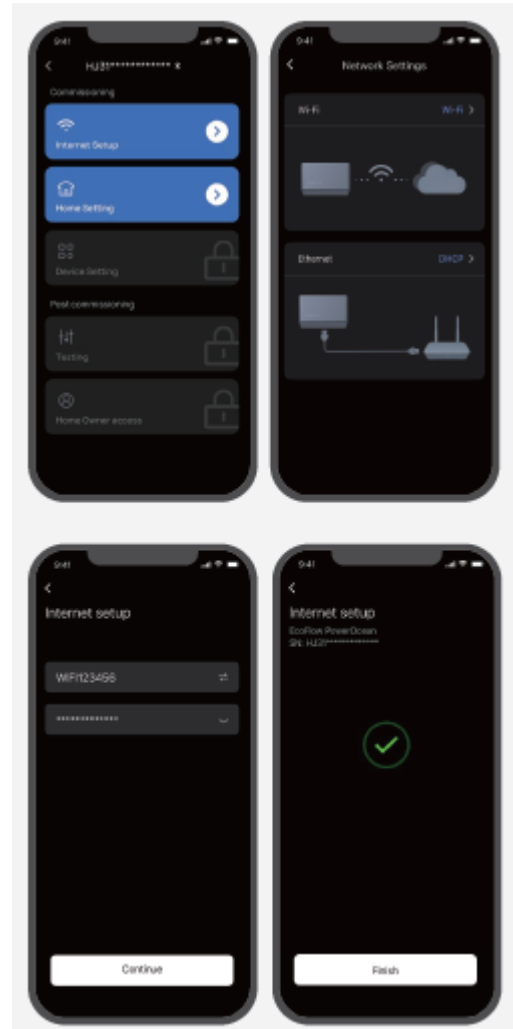 9:41
HJ31************* *
Commissioning
Internet Setup
Home Setting
Device Setting
Post commissioning
Testing
Home Owner access
9:41
Network Settings
Wi-Fi
Wi-Fi >
Ethernet
DHCP >
9:41
Internet setup
WIFI123456
*************
Continue
9:41
Internet setup
EcoFlow PowerOcean
SN: HJ31*************
Finish